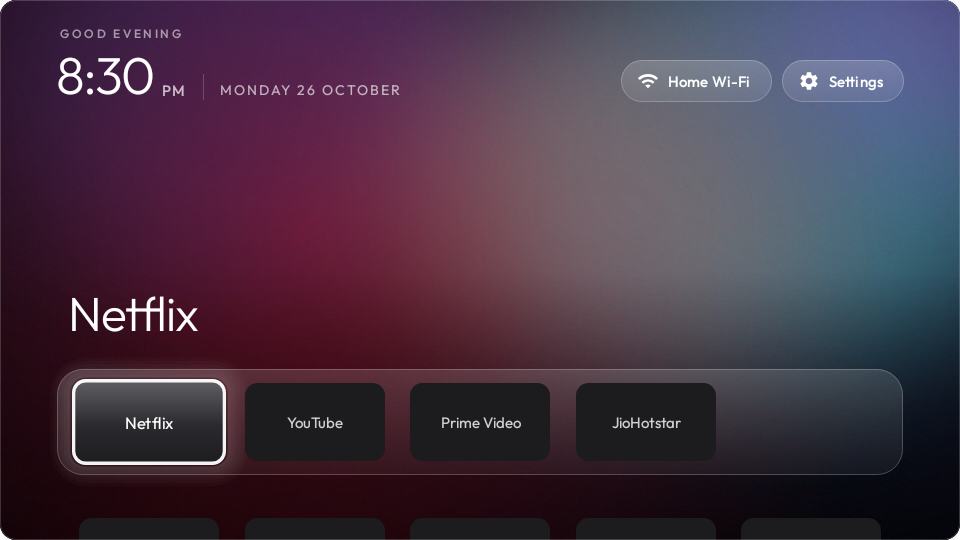 GOOD EVENING
8:30 PM
MONDAY 26 OCTOBER
Home Wi-Fi
Settings
Netflix
Netflix
YouTube
Prime Video
JioHotstar